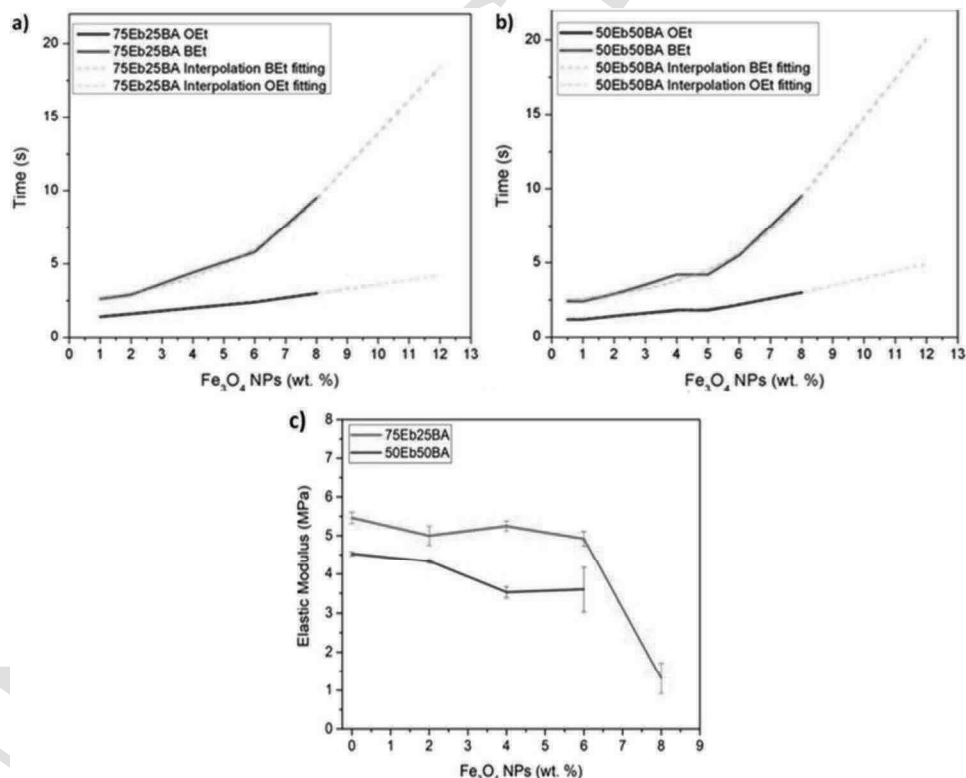 a)
75Eb25BA OEt
75Eb25BA BEt
75Eb25BA Interpolation BEt fitting
75Eb25BA Interpolation OEt fitting
Time (s)
20
15
10
5
0
0 1 2 3 4 5 6 7 8 9 10 11 12 13
Fe₃O₄ NPs (wt. %)
b)
50Eb50BA OEt
50Eb50BA BEt
50Eb50BA Interpolation BEt fitting
50Eb50BA Interpolation OEt fitting
Time (s)
20
15
10
5
0
0 1 2 3 4 5 6 7 8 9 10 11 12 13
Fe₃O₄ NPs (wt. %)
c)
75Eb25BA
50Eb50BA
Elastic Modulus (MPa)
8
7
6
5
4
3
2
1
0
0 1 2 3 4 5 6 7 8 9
Fe₃O₄ NPs (wt. %)